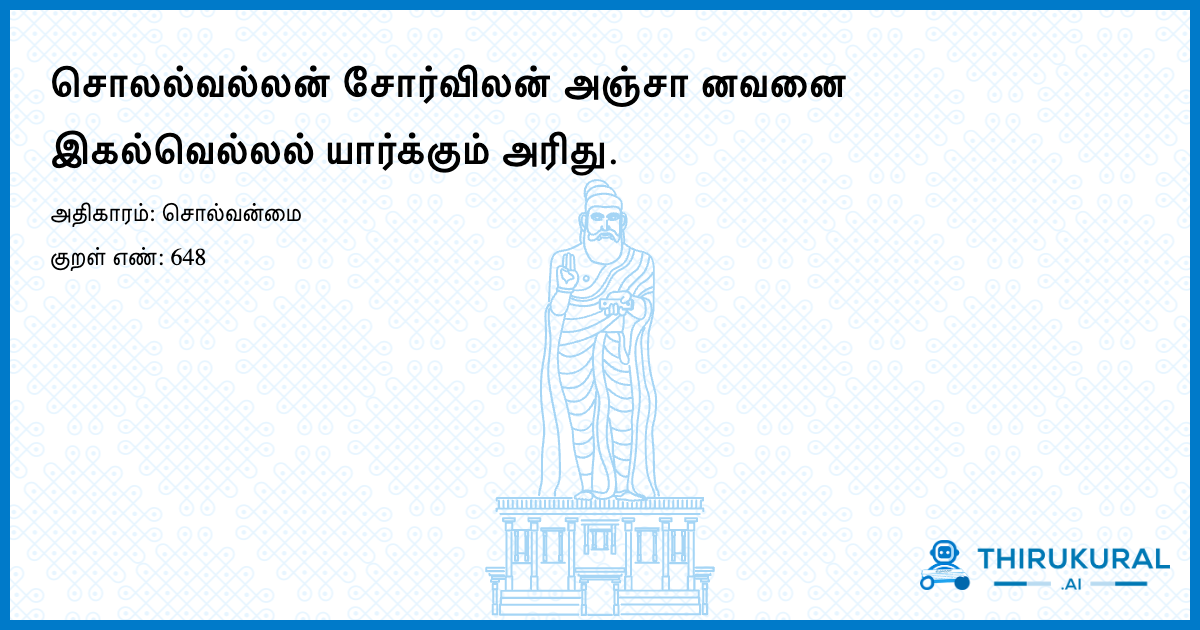 சொலல்வல்லன் சோர்விலன் அஞ்சா னவனை
இகல்வெல்லல் யார்க்கும் அரிது.
அதிகாரம்: சொல்வன்மை
குறள் எண்: 648
THIRUKURAL
.AI